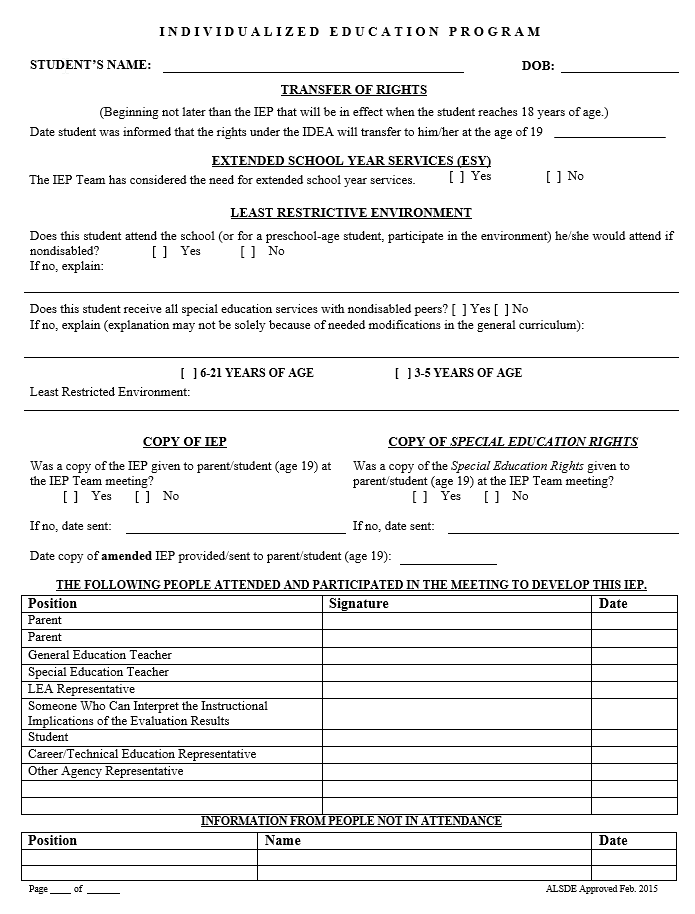 INDIVIDUALIZED EDUCATION PROGRAM
STUDENT'S NAME: ____ DOB: ____
TRANSFER OF RIGHTS
(Beginning not later than the IEP that will be in effect when the student reaches 18 years of age.)
Date student was informed that the rights under the IDEA will transfer to him/her at the age of 19 ____
EXTENDED SCHOOL YEAR SERVICES (ESY)
The IEP Team has considered the need for extended school year services. [ ] Yes [ ] No
LEAST RESTRICTIVE ENVIRONMENT
Does this student attend the school (or for a preschool-age student, participate in the environment) he/she would attend if
nondisabled? [ ] Yes [ ] No
If no, explain:
Does this student receive all special education services with nondisabled peers? [ ] Yes [ ] No
If no, explain (explanation may not be solely because of needed modifications in the general curriculum):
[ ] 6-21 YEARS OF AGE [ ] 3-5 YEARS OF AGE
Least Restricted Environment:
COPY OF IEP
Was a copy of the IEP given to parent/student (age 19) at
the IEP Team meeting?
[ ] Yes [ ] No
If no, date sent: ____
COPY OF SPECIAL EDUCATION RIGHTS
Was a copy of the Special Education Rights given to
parent/student (age 19) at the IEP Team meeting?
[ ] Yes [ ] No
If no, date sent: ____
Date copy of amended IEP provided/sent to parent/student (age 19): ____
THE FOLLOWING PEOPLE ATTENDED AND PARTICIPATED IN THE MEETING TO DEVELOP THIS IEP.
Position Signature Date
Parent
Parent
General Education Teacher
Special Education Teacher
LEA Representative
Someone Who Can Interpret the Instructional
Implications of the Evaluation Results
Student
Career/Technical Education Representative
Other Agency Representative
INFORMATION FROM PEOPLE NOT IN ATTENDANCE
Position Name Date
Page ____ of ____ ALSDE Approved Feb. 2015